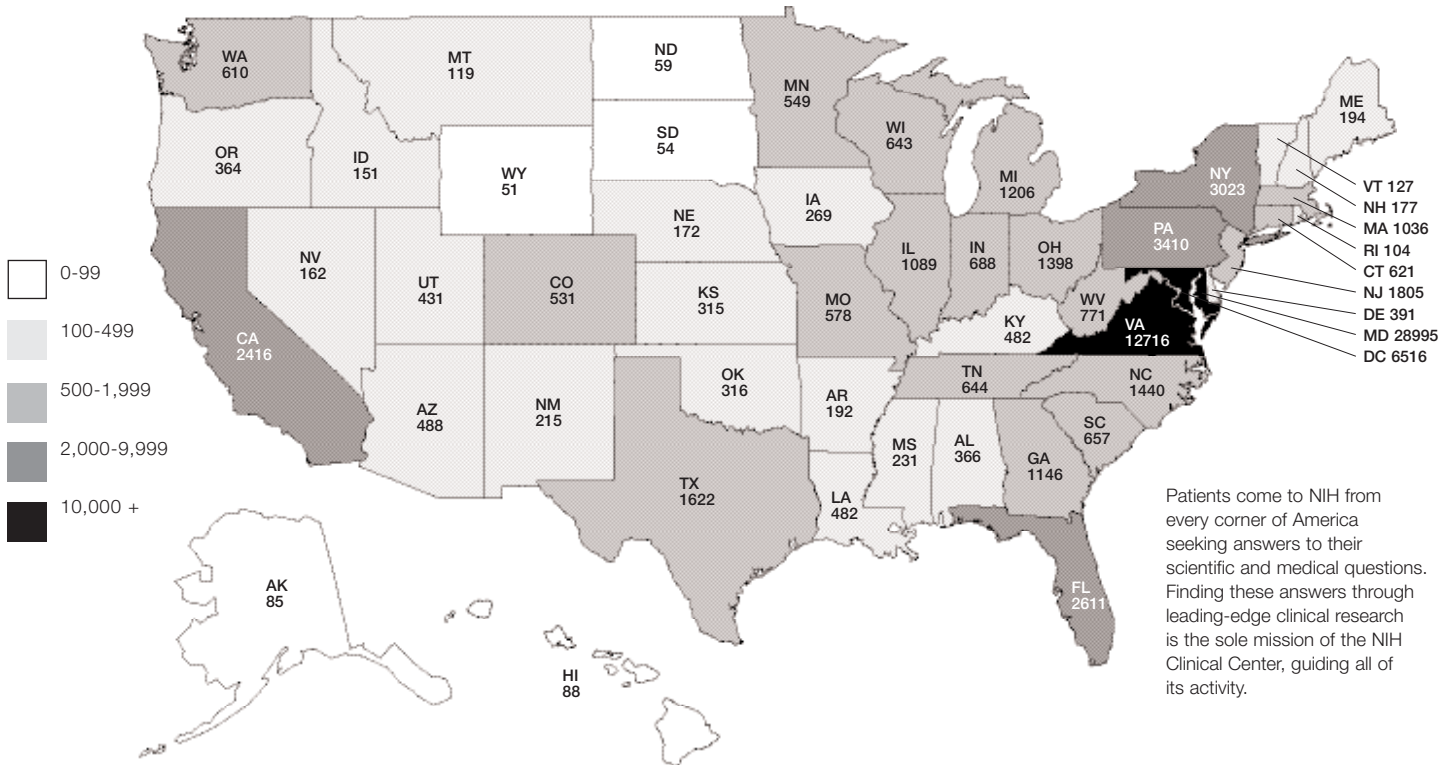 WA
610
MT
119
ND
59
MN
549
OR
364
ID
151
WY
51
SD
54
WI
643
MI
1206
NY
3023
ME
194
VT 127
NH 177
MA 1036
RI 104
CT 621
NJ 1805
DE 391
MD 28995
DC 6516
NV
162
UT
431
CO
531
NE
172
KS
315
IA
269
MO
578
IL
1089
IN
688
OH
1398
PA
3410
WV
771
VA
12716
KY
482
CA
2416
AZ
488
NM
215
OK
316
AR
192
TN
644
NC
1440
SC
657
TX
1622
LA
482
MS
231
AL
366
GA
1146
FL
2611
AK
85
HI
88
0-99
100-499
500-1,999
2,000-9,999
10,000 +
Patients come to NIH from
every corner of America
seeking answers to their
scientific and medical questions.
Finding these answers through
leading-edge clinical research
is the sole mission of the NIH
Clinical Center, guiding all of
its activity.